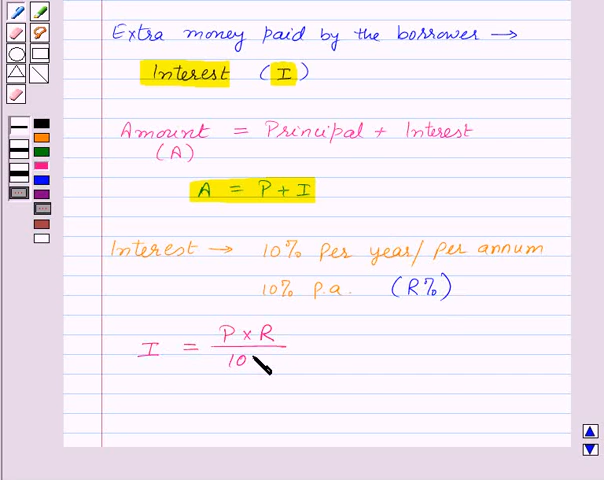 Extra money paid by the borrower →
Interest (I)
Amount = Principal + Interest
(A)
A = P + I
Interest → 10% per year/ per annum
10% p.a. (R%)
I = P × R
10